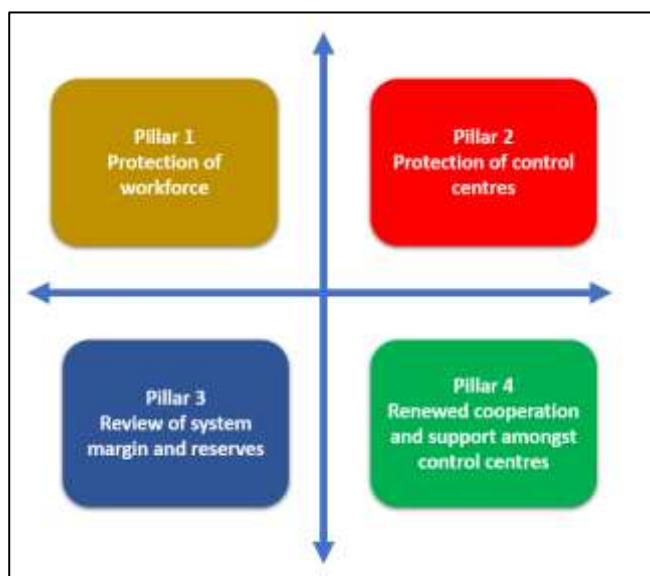 Pillar 1
Protection of
workforce
Pillar 2
Protection of control
centres
Pillar 3
Review of system
margin and reserves
Pillar 4
Renewed cooperation
and support amongst
control centres